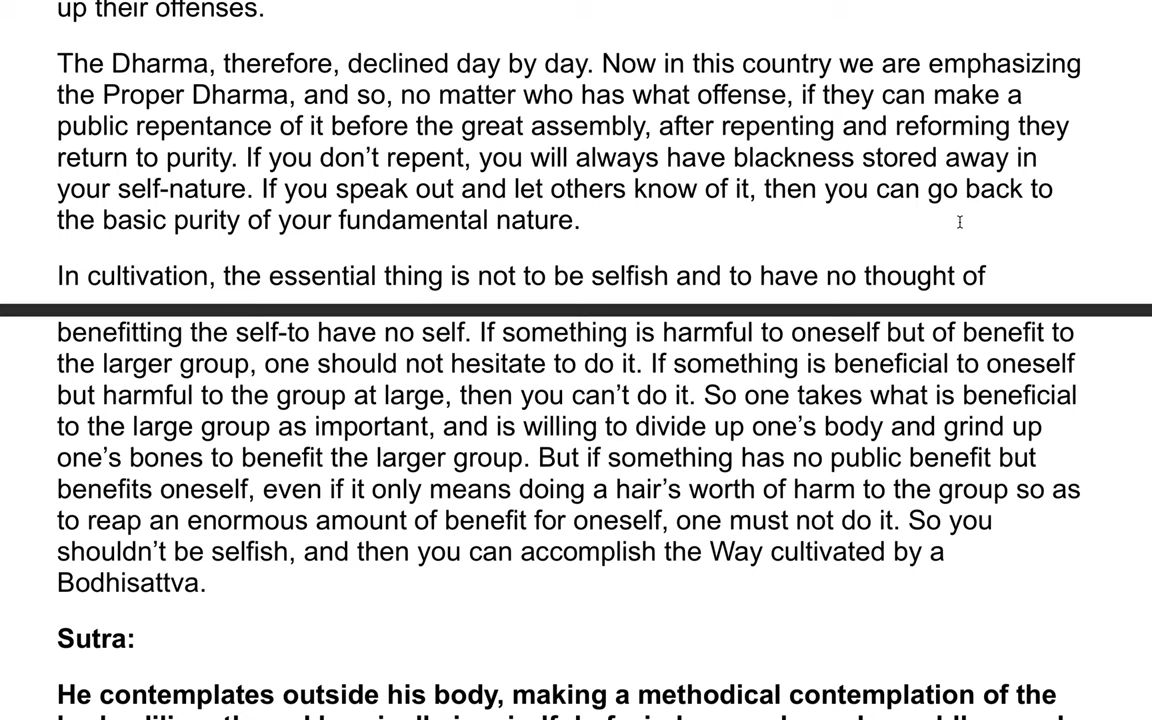 up their offenses.
The Dharma, therefore, declined day by day. Now in this country we are emphasizing
the Proper Dharma, and so, no matter who has what offense, if they can make a
public repentance of it before the great assembly, after repenting and reforming they
return to purity. If you don’t repent, you will always have blackness stored away in
your self-nature. If you speak out and let others know of it, then you can go back to
the basic purity of your fundamental nature.
In cultivation, the essential thing is not to be selfish and to have no thought of
benefitting the self-to have no self. If something is harmful to oneself but of benefit to
the larger group, one should not hesitate to do it. If something is beneficial to oneself
but harmful to the group at large, then you can’t do it. So one takes what is beneficial
to the large group as important, and is willing to divide up one’s body and grind up
one’s bones to benefit the larger group. But if something has no public benefit but
benefits oneself, even if it only means doing a hair’s worth of harm to the group so as
to reap an enormous amount of benefit for oneself, one must not do it. So you
shouldn’t be selfish, and then you can accomplish the Way cultivated by a
Bodhisattva.
Sutra:
He contemplates outside his body, making a methodical contemplation of the